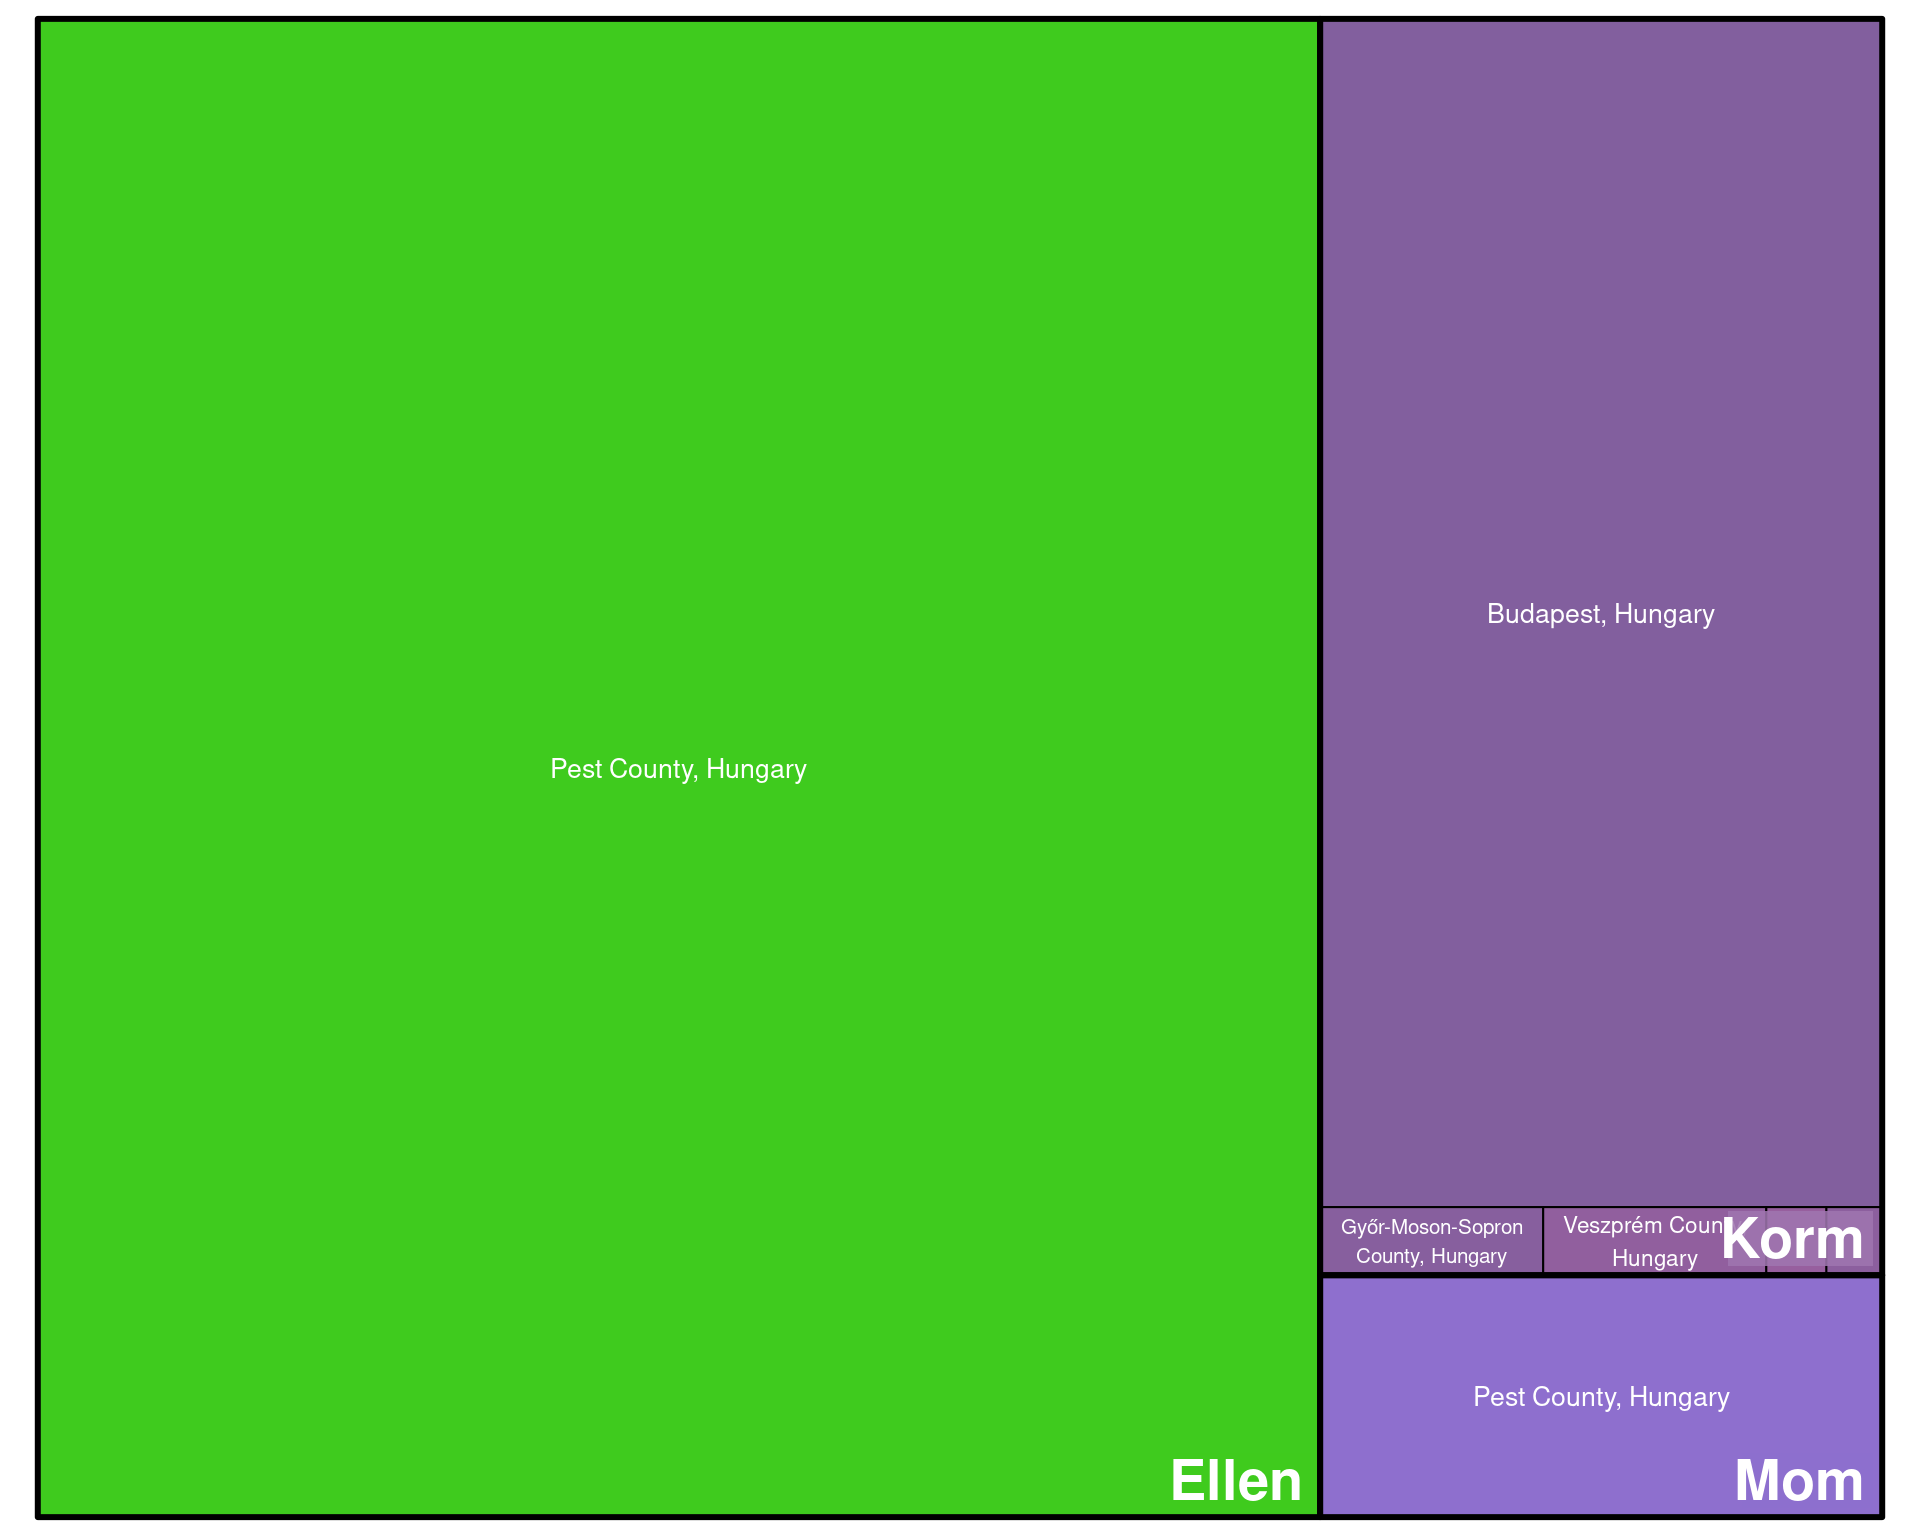 Pest County, Hungary
Ellen
Budapest, Hungary
Győr-Moson-Sopron
County, Hungary
Veszprém Coun
Hungary
Korm
Pest County, Hungary
Mom